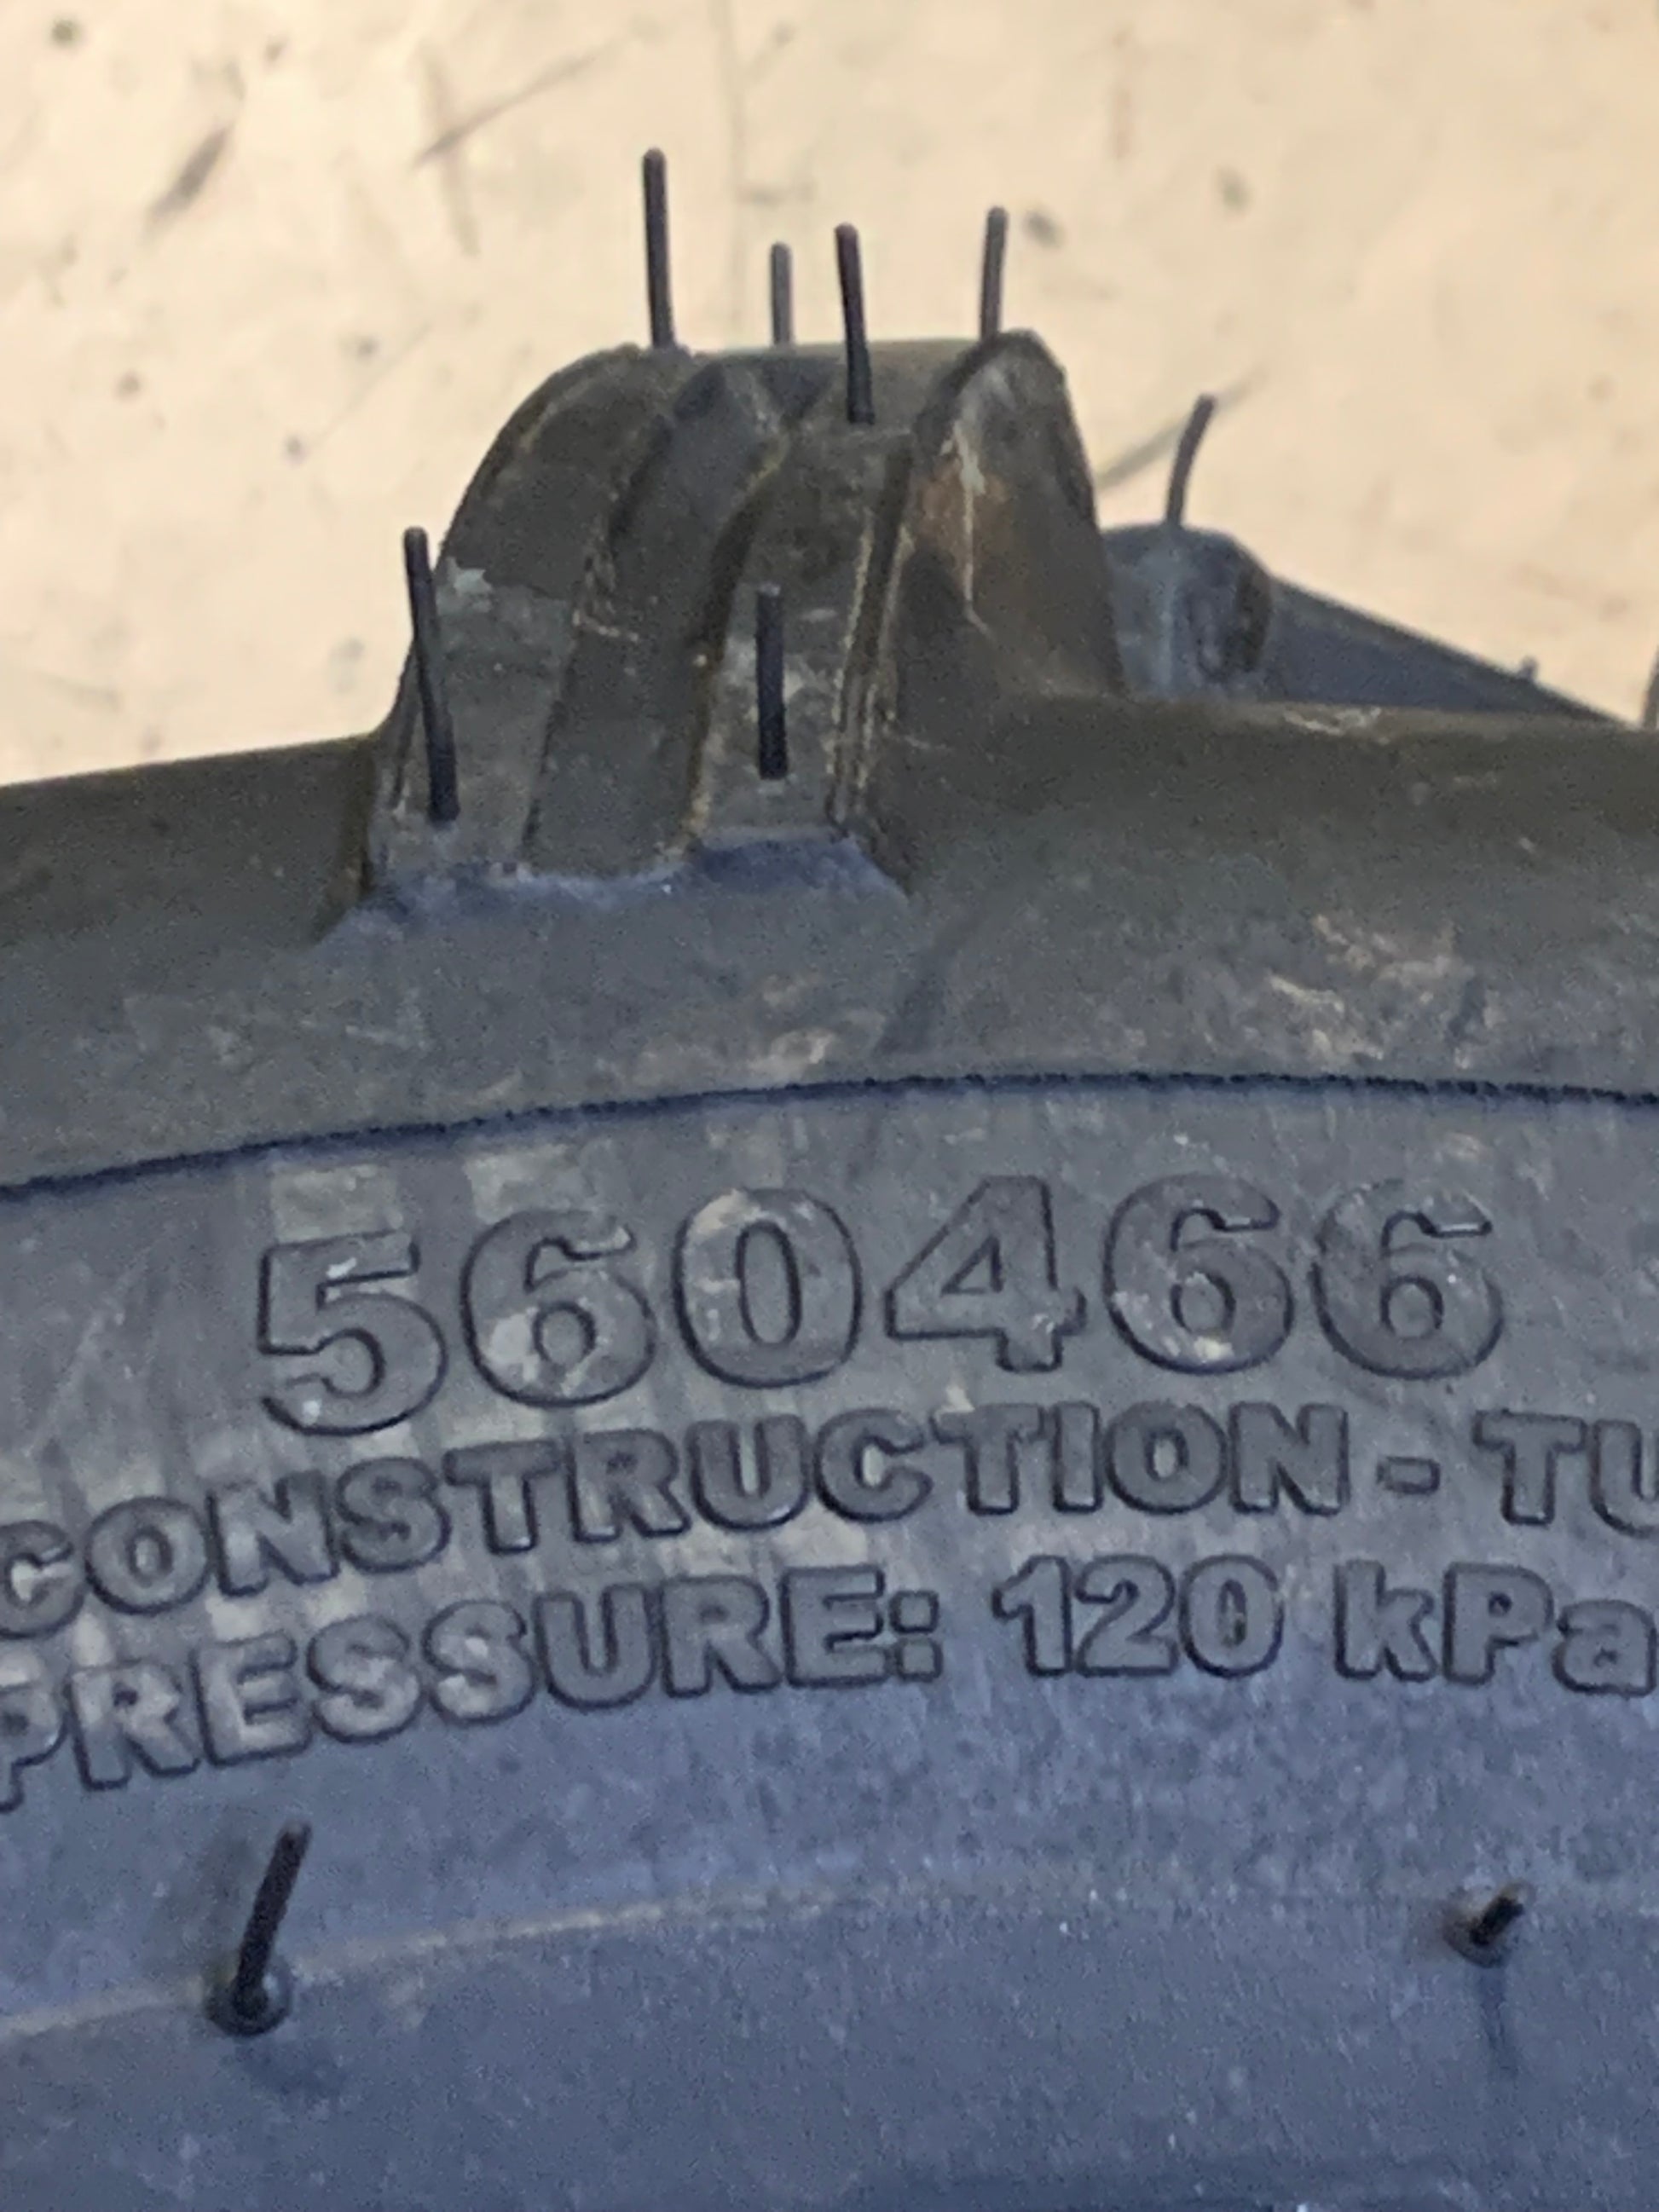 560466
CONSTRUCTION - TU
PRESSURE: 120 kPa